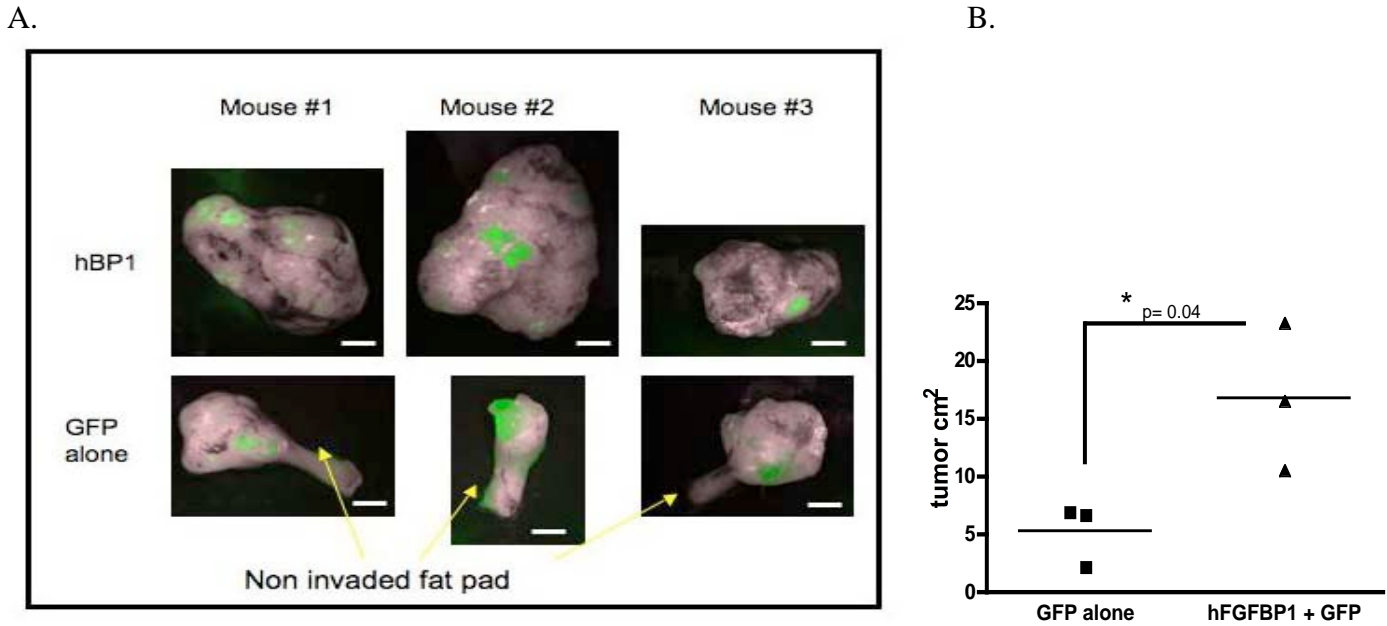 A.
B.
Mouse #1
Mouse #2
Mouse #3
hBP1
GFP
alone
Non invaded fat pad
25
20
15
10
5
0
tumor cm²
* p= 0.04
GFP alone
hFGFBP1 + GFP